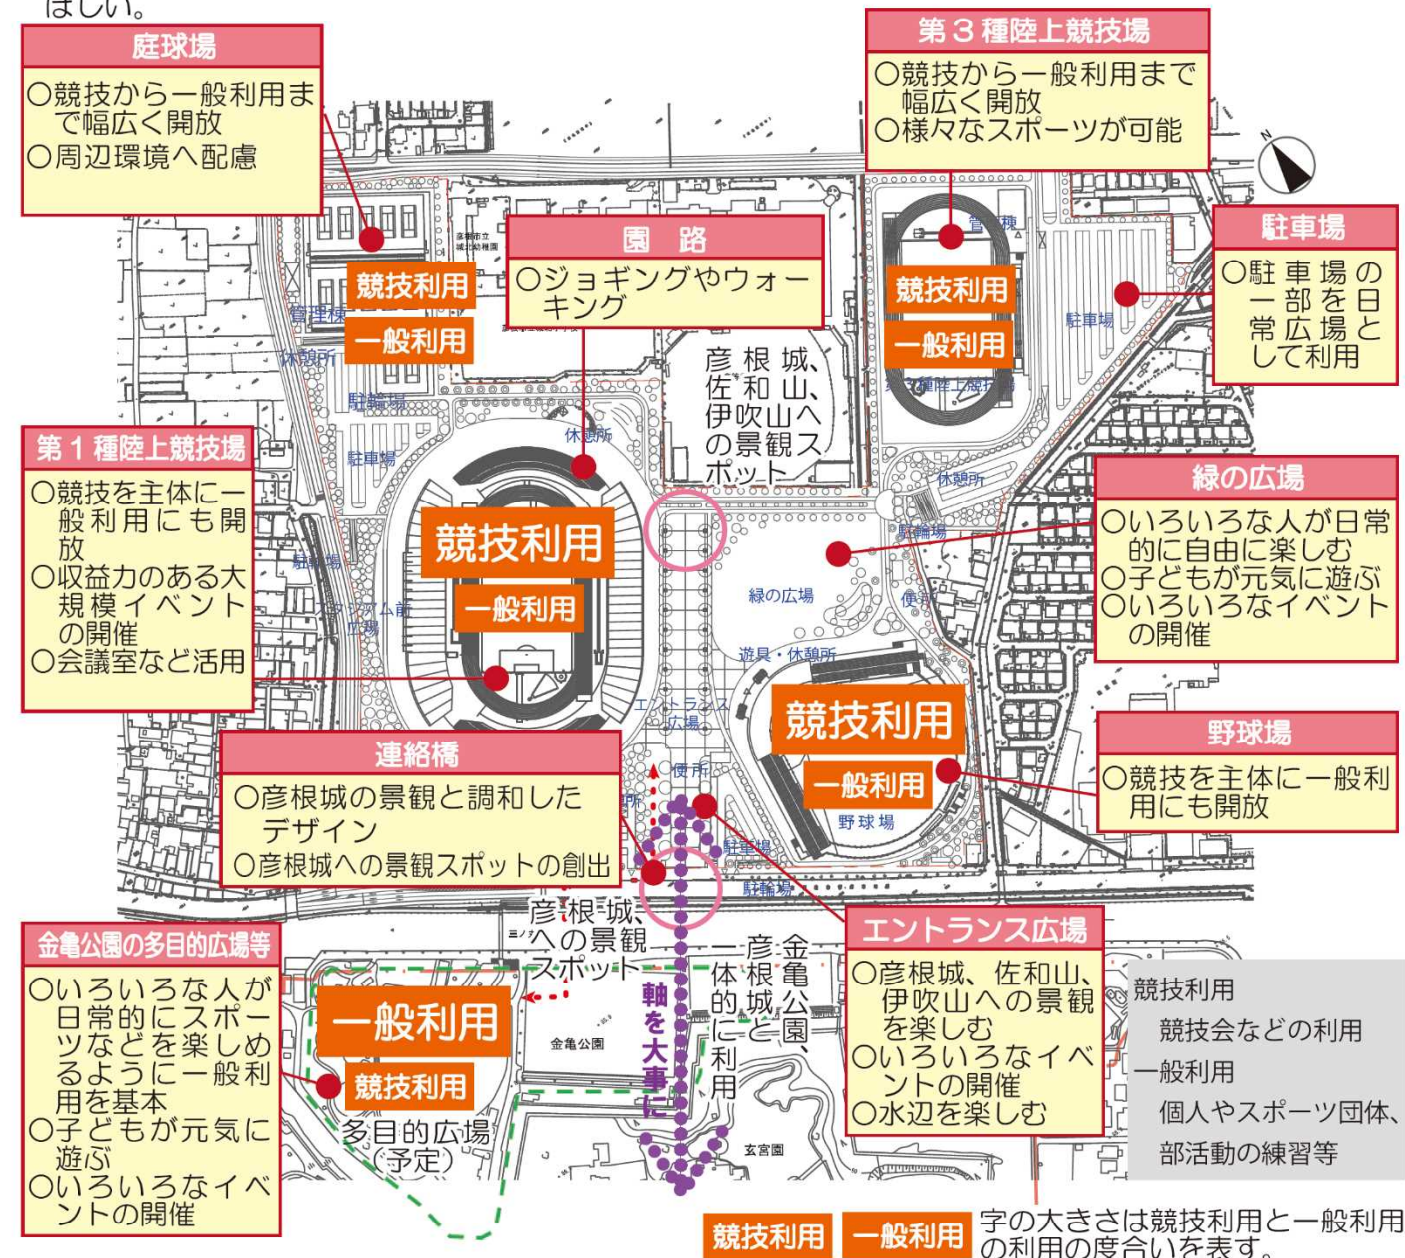 ほしい。
庭球場
○競技から一般利用ま
で幅広く開放
○周辺環境へ配慮
第3種陸上競技場
○競技から一般利用まで
幅広く開放
○様々なスポーツが可能
N
駐車場
○駐車場の
一部を日
常広場と
して利用
園路
○ジョギングやウォー
キング
彦根市立
城北幼稚園
競技利用
一般利用
管理棟
休憩所
駐輪場
駐車場
競技利用
一般利用
管理棟
第3種陸上競技場
駐車場
彦根城、
佐和山、
伊吹山へ
の景観ス
ポット
休憩所
休憩所
駐輪場
第1種陸上競技場
○競技を主体に一
般利用にも開
放
○収益力のある大
規模イベント
の開催
○会議室など活用
駐輪場
スタジアム前
広場
競技利用
一般利用
緑の広場
○いろいろな人が日常
的に自由に楽しむ
○子どもが元気に遊ぶ
○いろいろなイベント
の開催
緑の広場
便所
遊具・休憩所
エントランス
広場
競技利用
一般利用
野球場
野球場
○競技を主体に一般利
用にも開放
連絡橋
○彦根城の景観と調和した
デザイン
○彦根城への景観スポットの創出
便所
駐車場
駐輪場
彦根城、
への景観
スポット
金亀公園、
彦根城と
一体的に利用
軸を大事に
金亀公園の多目的広場等
○いろいろな人が
日常的にスポー
ツなどを楽しめ
るように一般利
用を基本
○子どもが元気に
遊ぶ
○いろいろなイベ
ントの開催
一般利用
競技利用
多目的広場
（予定）
金亀公園
玄宮園
エントランス広場
○彦根城、佐和山、
伊吹山への景観
を楽しむ
○いろいろなイベ
ントの開催
○水辺を楽しむ
競技利用
競技会などの利用
一般利用
個人やスポーツ団体、
部活動の練習等
競技利用 一般利用 字の大きさは競技利用と一般利用
の利用の度合いを表す。